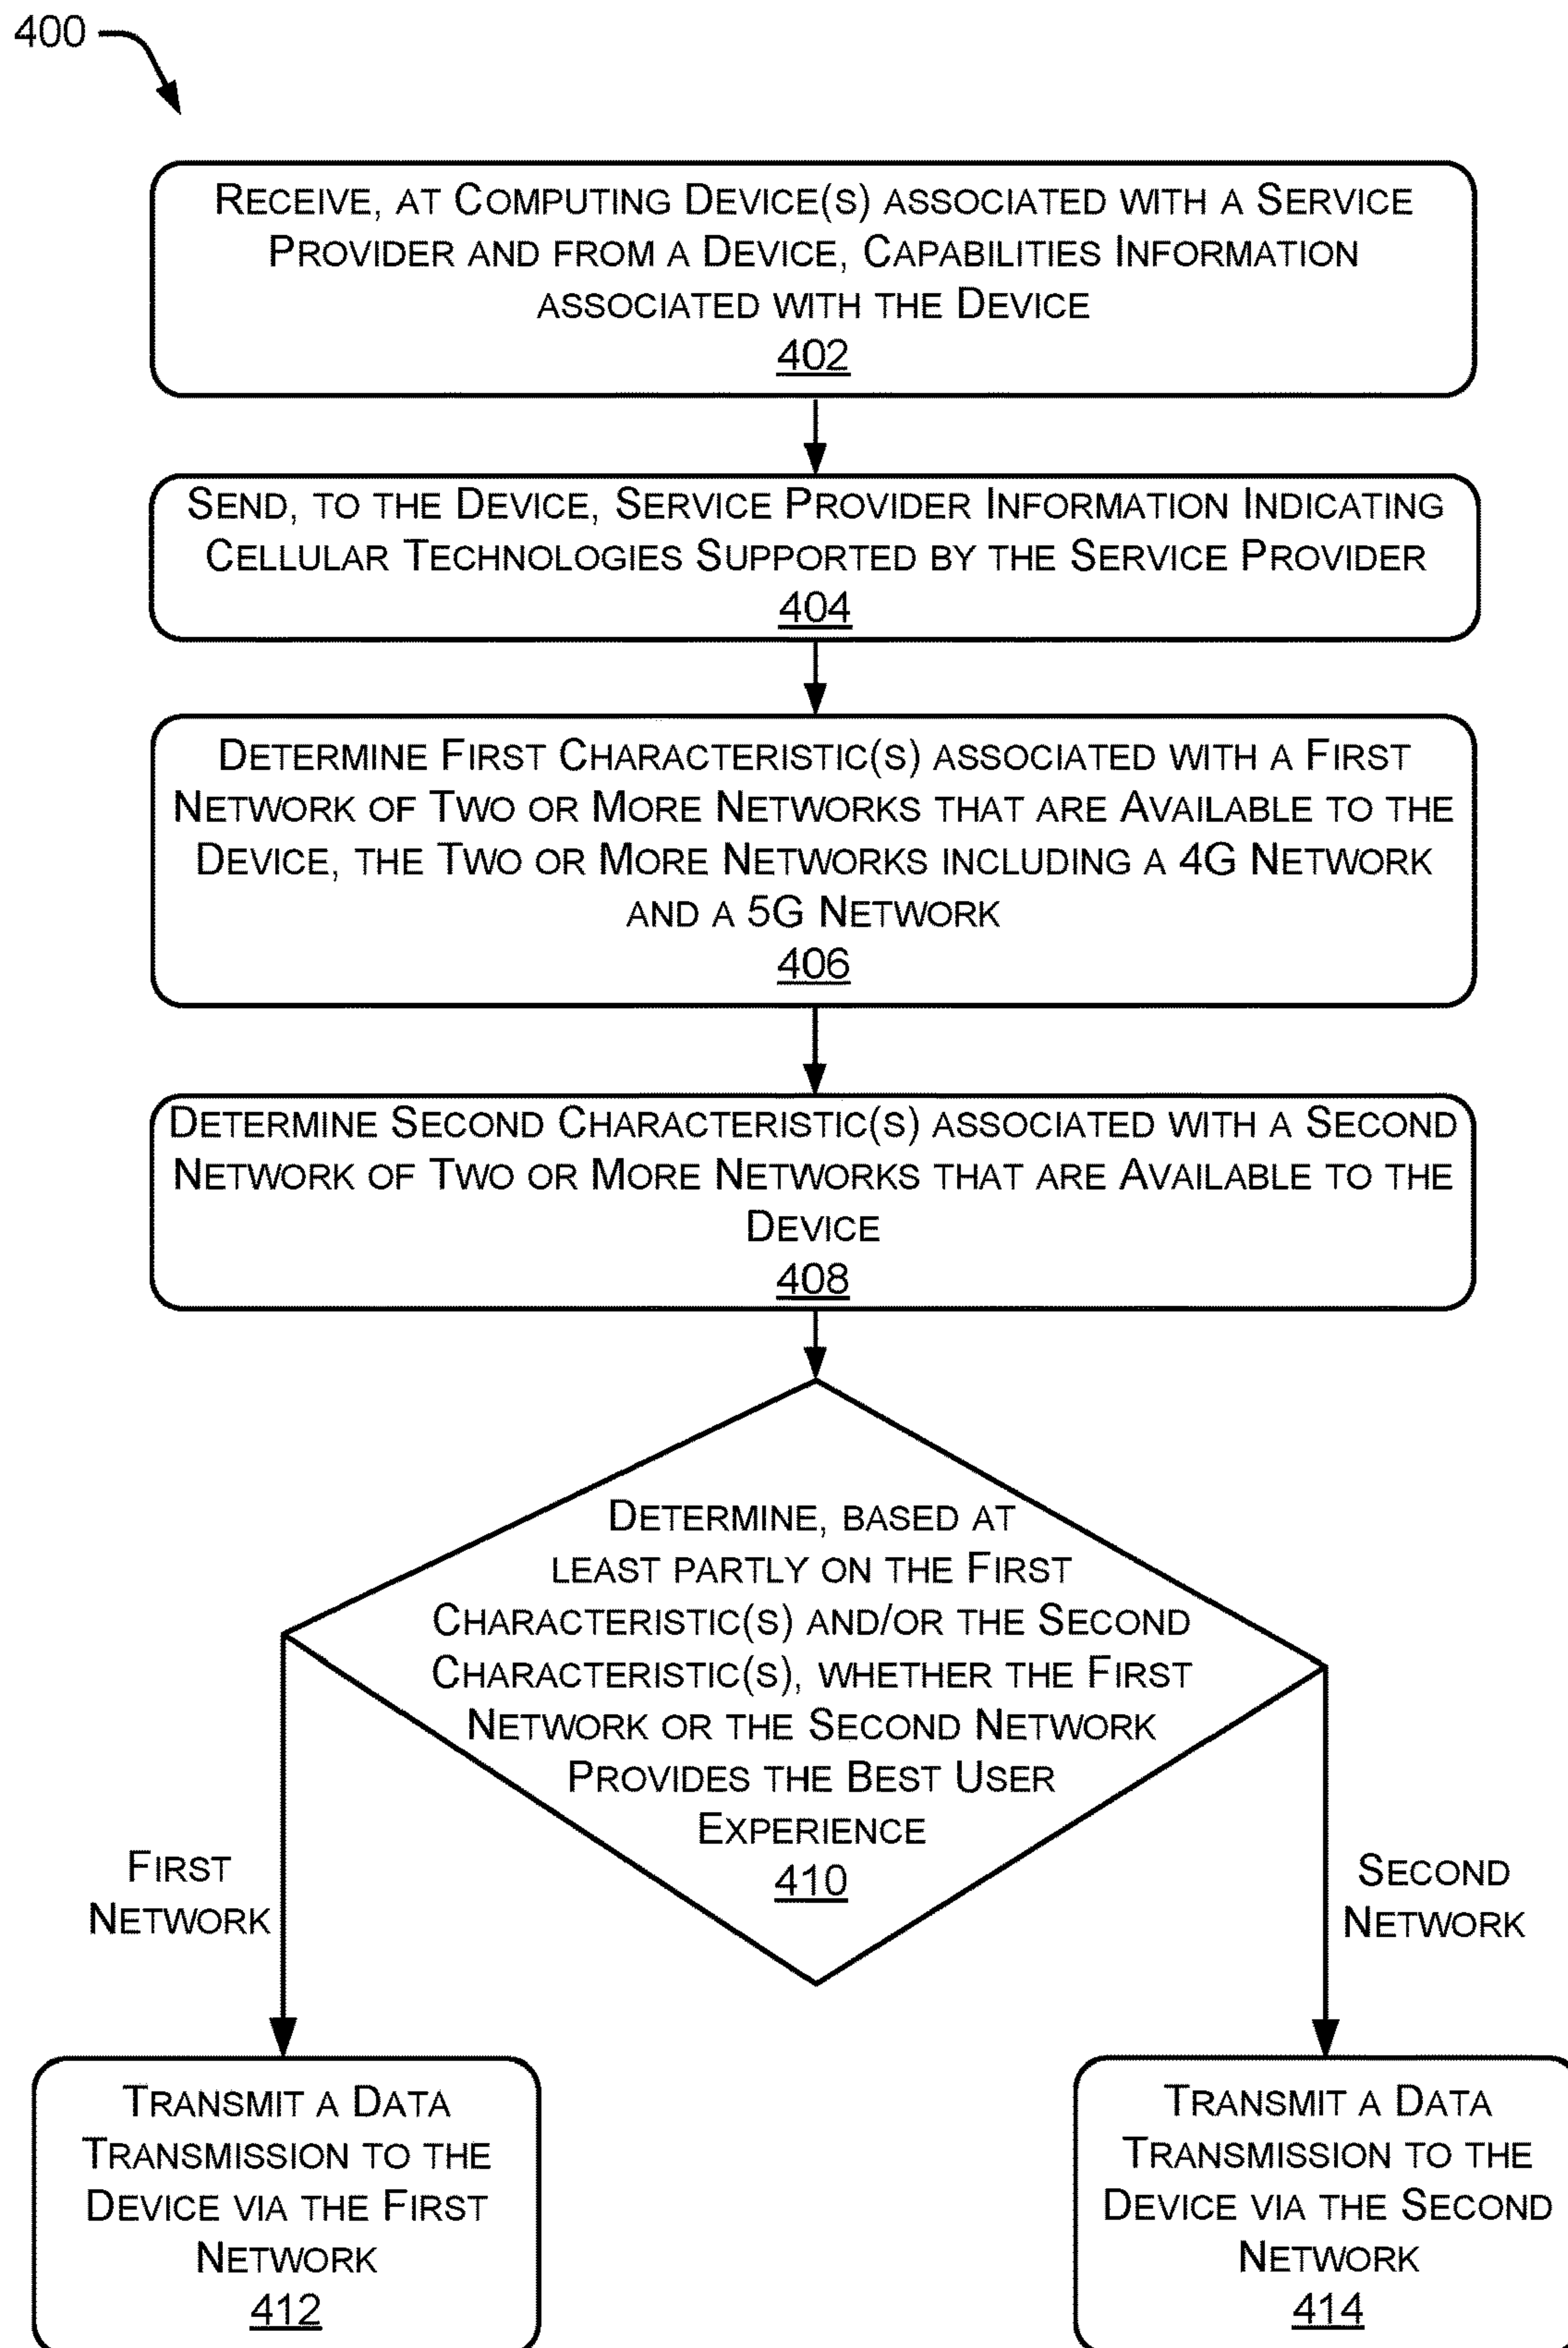 400
RECEIVE, AT COMPUTING DEVICE(S) ASSOCIATED WITH A SERVICE
PROVIDER AND FROM A DEVICE, CAPABILITIES INFORMATION
ASSOCIATED WITH THE DEVICE
402
SEND, TO THE DEVICE, SERVICE PROVIDER INFORMATION INDICATING
CELLULAR TECHNOLOGIES SUPPORTED BY THE SERVICE PROVIDER
404
DETERMINE FIRST CHARACTERISTIC(S) ASSOCIATED WITH A FIRST
NETWORK OF TWO OR MORE NETWORKS THAT ARE AVAILABLE TO THE
DEVICE, THE TWO OR MORE NETWORKS INCLUDING A 4G NETWORK
AND A 5G NETWORK
406
DETERMINE SECOND CHARACTERISTIC(S) ASSOCIATED WITH A SECOND
NETWORK OF TWO OR MORE NETWORKS THAT ARE AVAILABLE TO THE
DEVICE
408
DETERMINE, BASED AT
LEAST PARTLY ON THE FIRST
CHARACTERISTIC(S) AND/OR THE SECOND
CHARACTERISTIC(S), WHETHER THE FIRST
NETWORK OR THE SECOND NETWORK
PROVIDES THE BEST USER
EXPERIENCE
410
FIRST
NETWORK
SECOND
NETWORK
TRANSMIT A DATA
TRANSMISSION TO THE
DEVICE VIA THE FIRST
NETWORK
412
TRANSMIT A DATA
TRANSMISSION TO THE
DEVICE VIA THE SECOND
NETWORK
414